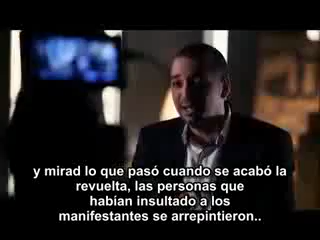 y mirad lo que pasó cuando se acabó la
revuelta, las personas que
habían insultado a los
manifestantes se arrepintieron..